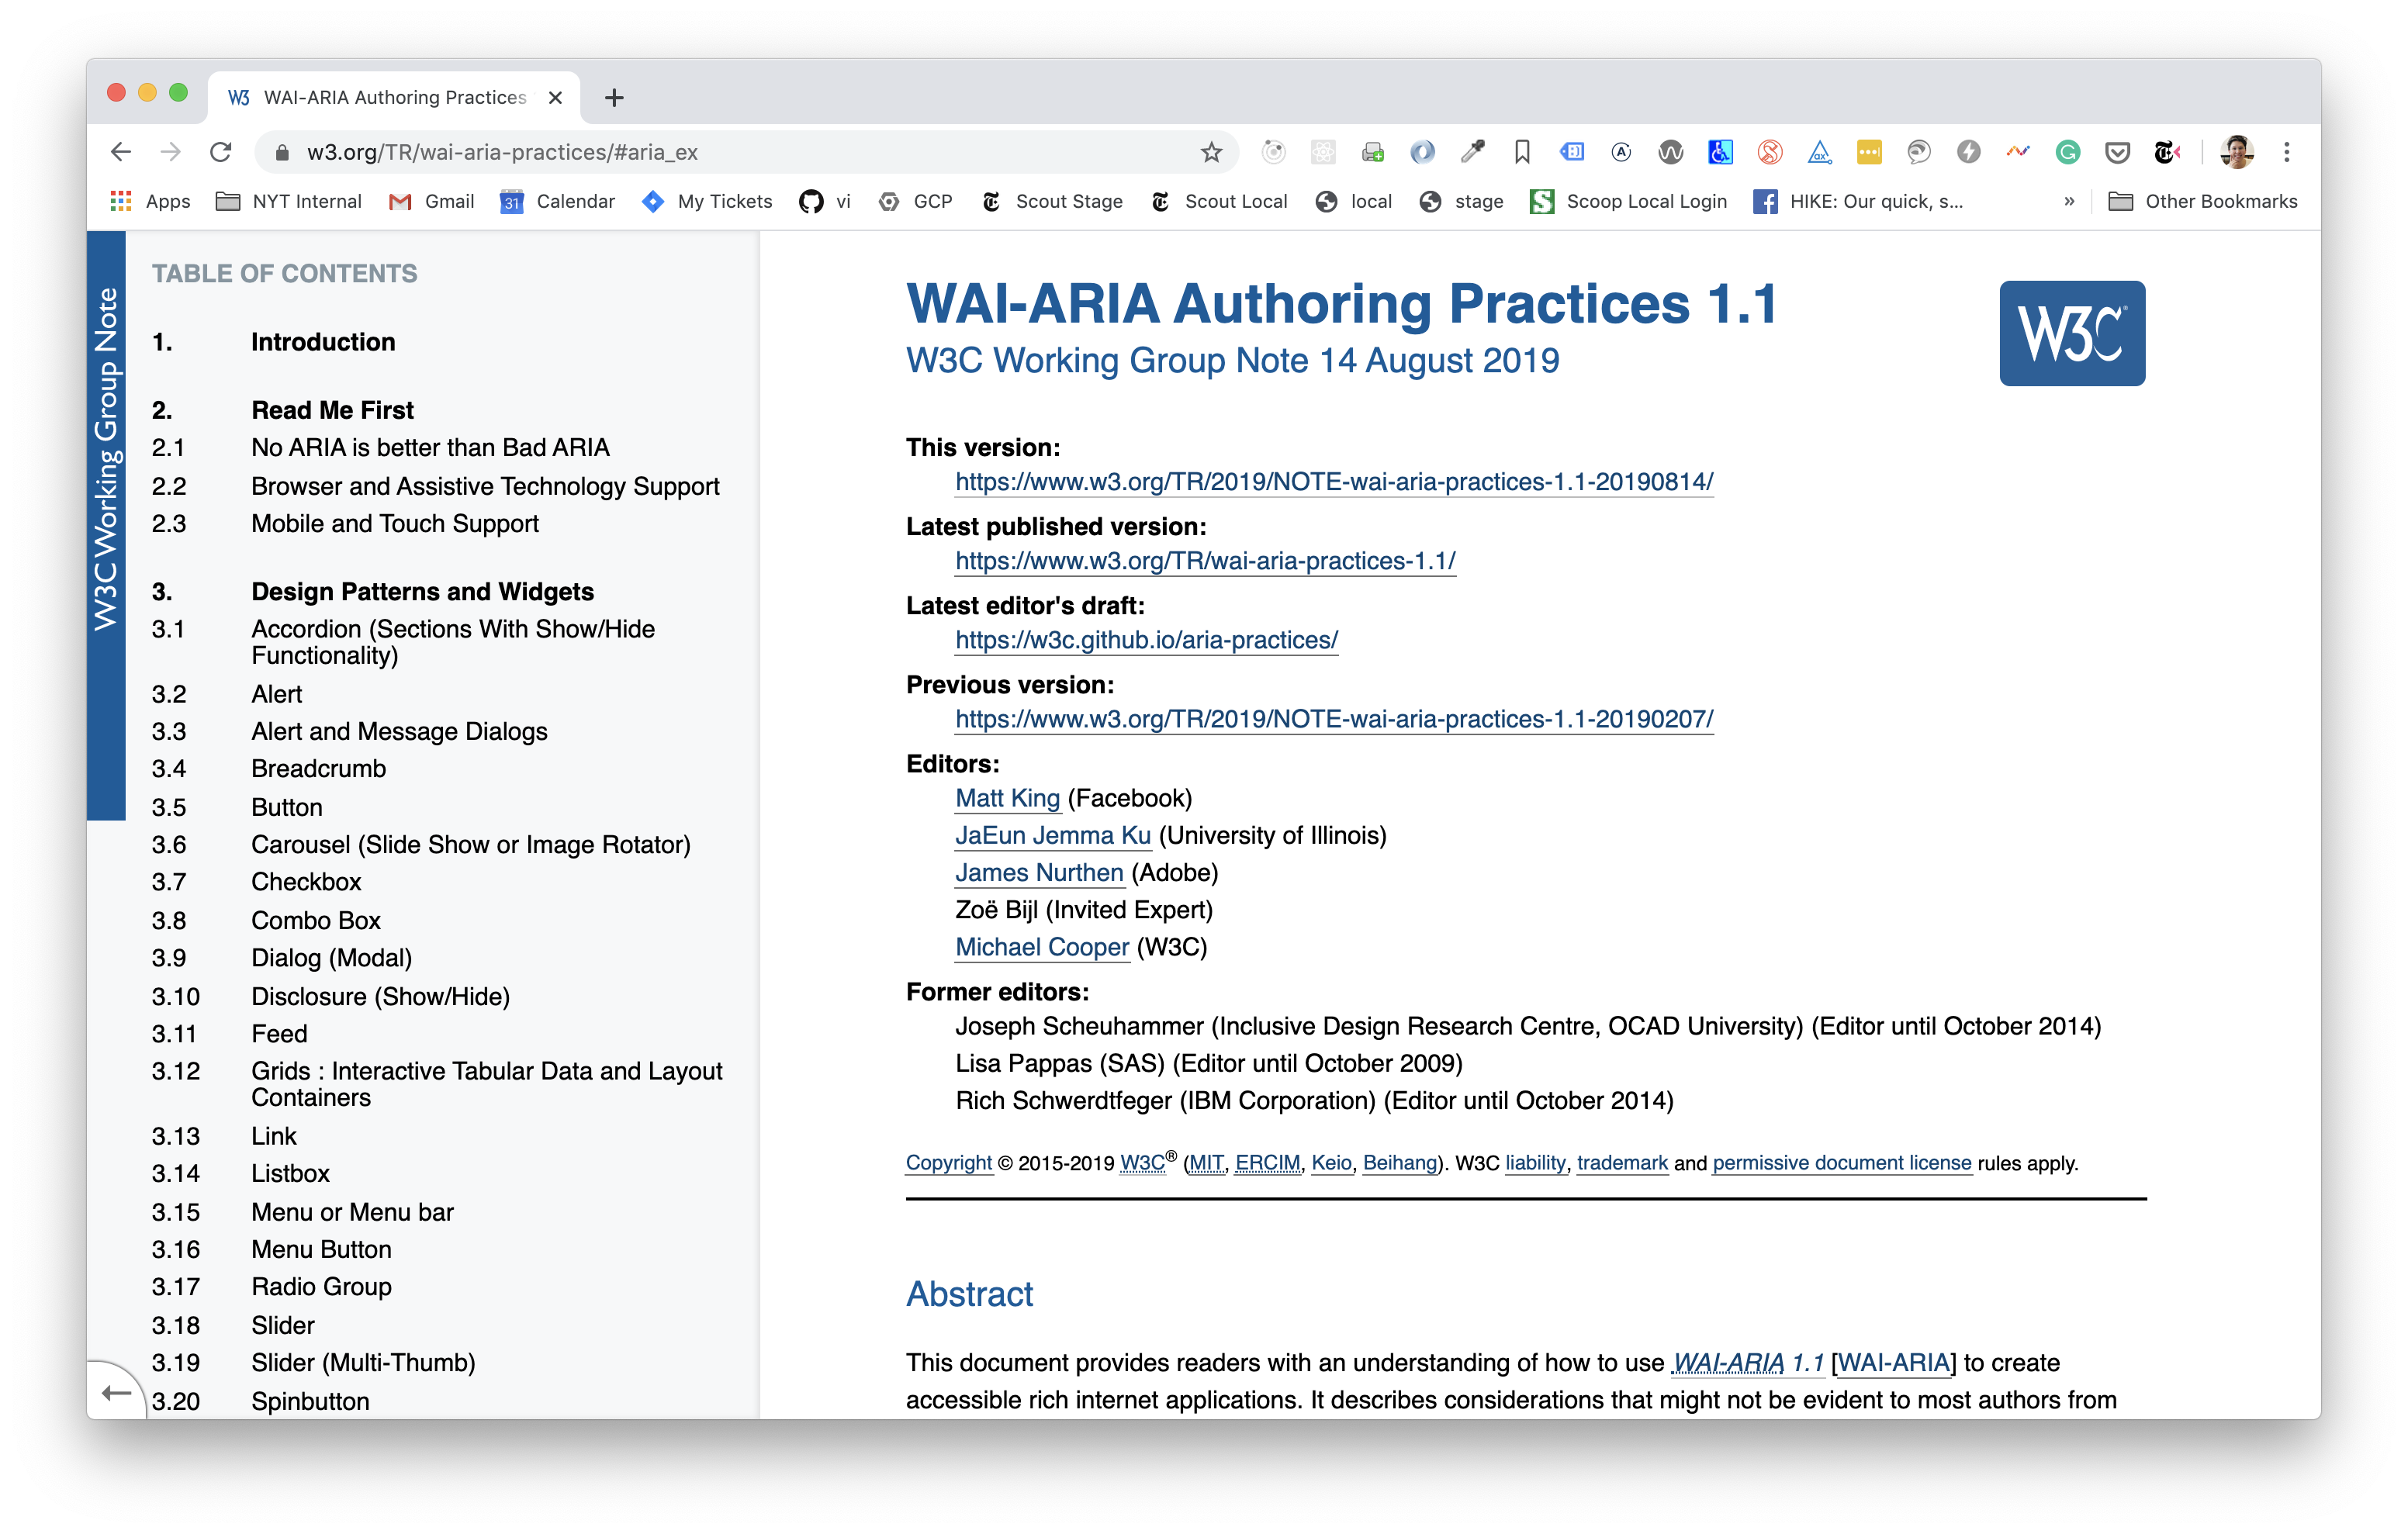 WAI-ARIA Authoring Practices
w3.org/TR/wai-aria-practices/#aria_ex
Apps NYT Internal Gmail 31 Calendar My Tickets vi GCP Scout Stage Scout Local local stage Scoop Local Login HIKE: Our quick, s... » Other Bookmarks
W3C Working Group Note
TABLE OF CONTENTS
1. Introduction
2. Read Me First
2.1 No ARIA is better than Bad ARIA
2.2 Browser and Assistive Technology Support
2.3 Mobile and Touch Support
3. Design Patterns and Widgets
3.1 Accordion (Sections With Show/Hide
Functionality)
3.2 Alert
3.3 Alert and Message Dialogs
3.4 Breadcrumb
3.5 Button
3.6 Carousel (Slide Show or Image Rotator)
3.7 Checkbox
3.8 Combo Box
3.9 Dialog (Modal)
3.10 Disclosure (Show/Hide)
3.11 Feed
3.12 Grids : Interactive Tabular Data and Layout
Containers
3.13 Link
3.14 Listbox
3.15 Menu or Menu bar
3.16 Menu Button
3.17 Radio Group
3.18 Slider
3.19 Slider (Multi-Thumb)
3.20 Spinbutton
WAI-ARIA Authoring Practices 1.1
W3C
W3C Working Group Note 14 August 2019
This version:
https://www.w3.org/TR/2019/NOTE-wai-aria-practices-1.1-20190814/
Latest published version:
https://www.w3.org/TR/wai-aria-practices-1.1/
Latest editor's draft:
https://w3c.github.io/aria-practices/
Previous version:
https://www.w3.org/TR/2019/NOTE-wai-aria-practices-1.1-20190207/
Editors:
Matt King (Facebook)
JaEun Jemma Ku (University of Illinois)
James Nurthen (Adobe)
Zoë Bijl (Invited Expert)
Michael Cooper (W3C)
Former editors:
Joseph Scheuhammer (Inclusive Design Research Centre, OCAD University) (Editor until October 2014)
Lisa Pappas (SAS) (Editor until October 2009)
Rich Schwerdtfeger (IBM Corporation) (Editor until October 2014)
Copyright © 2015-2019 W3C® (MIT, ERCIM, Keio, Beihang). W3C liability, trademark and permissive document license rules apply.
Abstract
This document provides readers with an understanding of how to use WAI-ARIA 1.1 [WAI-ARIA] to create
accessible rich internet applications. It describes considerations that might not be evident to most authors from